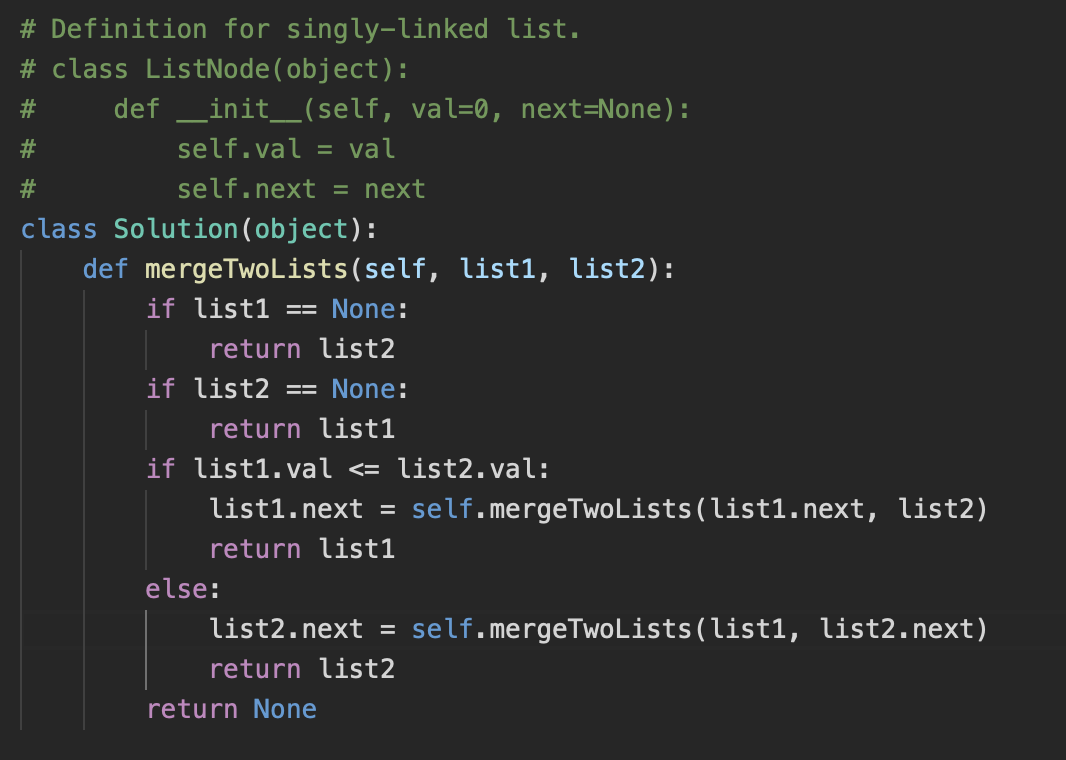 # Definition for singly-linked list.
# class ListNode(object):
#     def __init__(self, val=0, next=None):
#         self.val = val
#         self.next = next
class Solution(object):
    def mergeTwoLists(self, list1, list2):
        if list1 == None:
            return list2
        if list2 == None:
            return list1
        if list1.val <= list2.val:
            list1.next = self.mergeTwoLists(list1.next, list2)
            return list1
        else:
            list2.next = self.mergeTwoLists(list1, list2.next)
            return list2
        return None